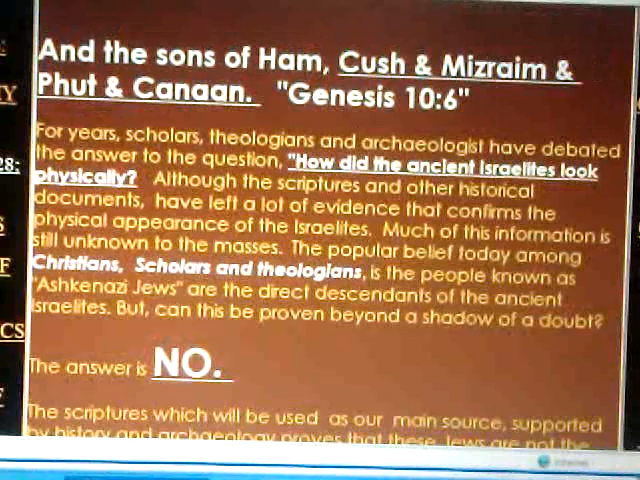 And the sons of Ham, Cush & Mizraim &
Phut & Canaan. "Genesis 10:6"
For years, scholars, theologians and archaeologist have debated
the answer to the question, "How did the ancient Israelites look
physically? Although the scriptures and other historical
documents, have left a lot of evidence that confirms the
physical appearance of the Israelites. Much of this information is
still unknown to the masses. The popular belief today among
Christians, Scholars and theologians, is the people known as
"Ashkenazi Jews" are the direct descendants of the ancient
Israelites. But, can this be proven beyond a shadow of a doubt?
The answer is NO.
The scriptures which will be used as our main source, supported
by history and archaeology proves that these Jews are not the
28:
CS